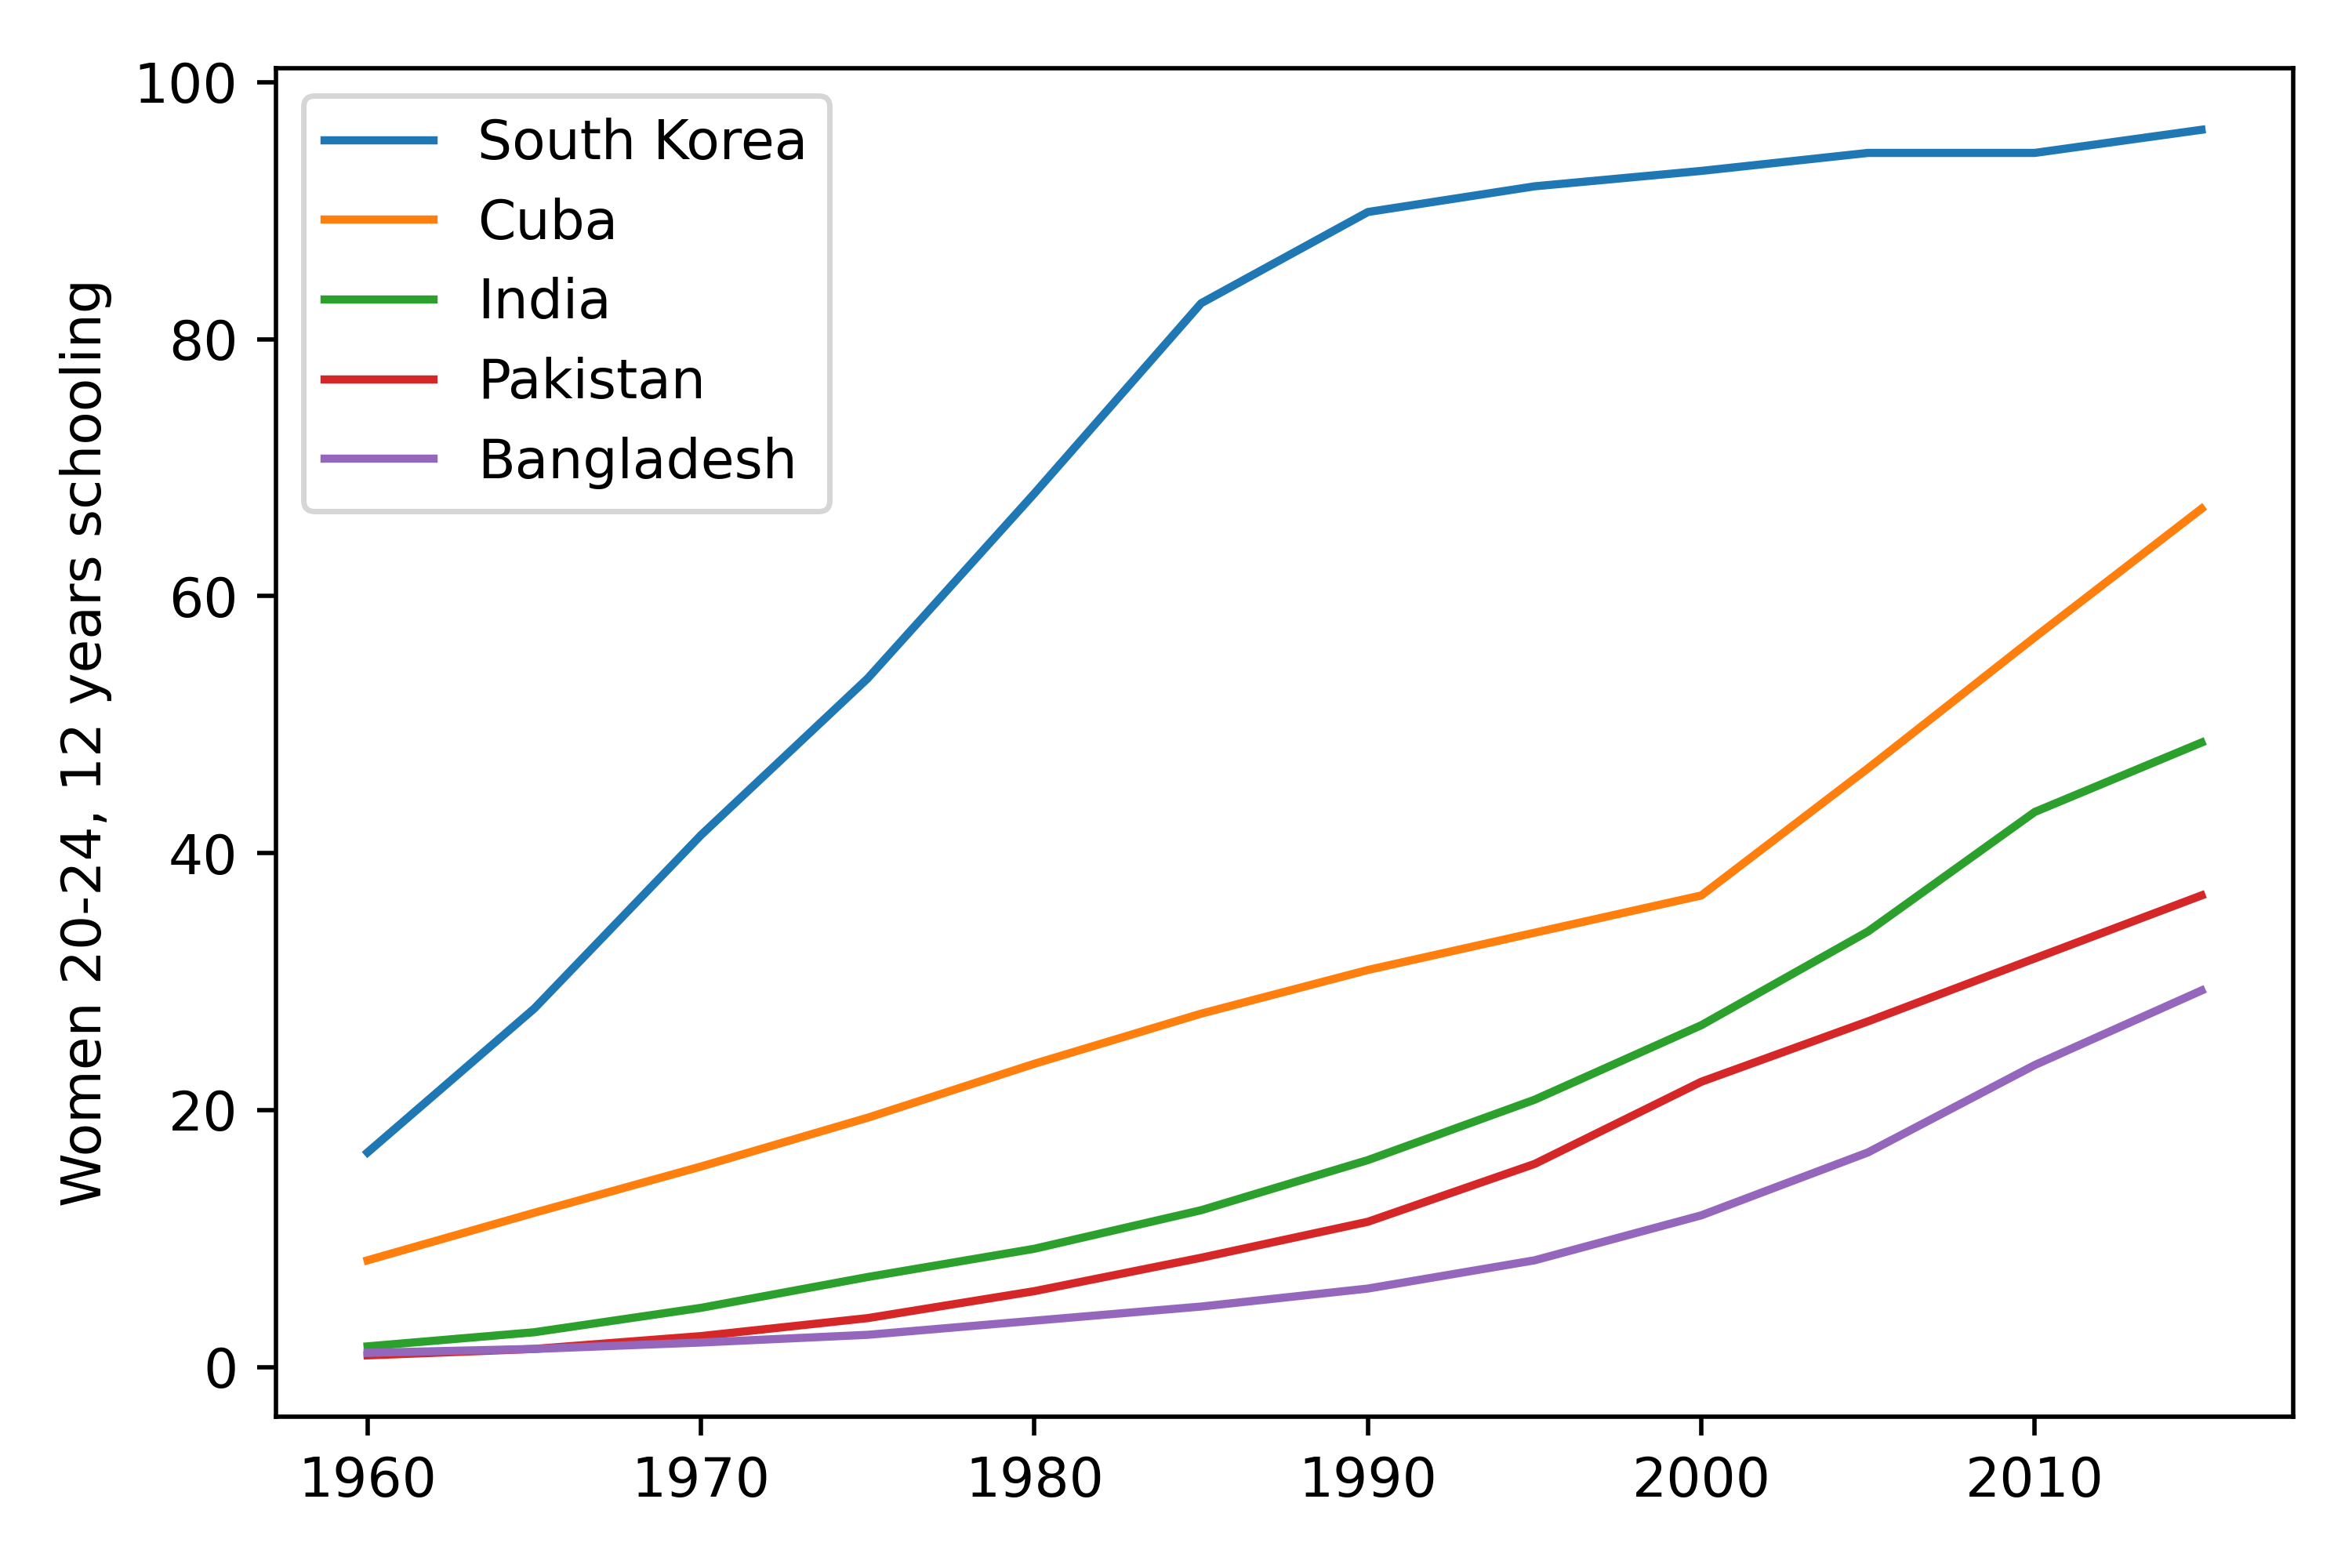 Women 20-24, 12 years schooling
100
80
60
40
20
0
South Korea
Cuba
India
Pakistan
Bangladesh
1960 1970 1980 1990 2000 2010